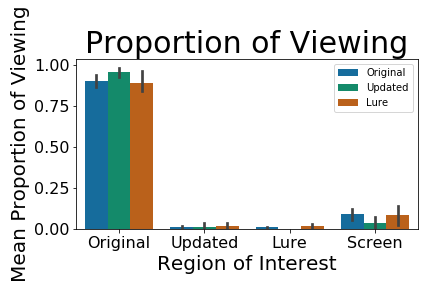 Proportion of Viewing
Mean Proportion of Viewing
1.00
0.75
0.50
0.25
0.00
Original
Updated
Lure
Original
Updated
Lure
Screen
Region of Interest